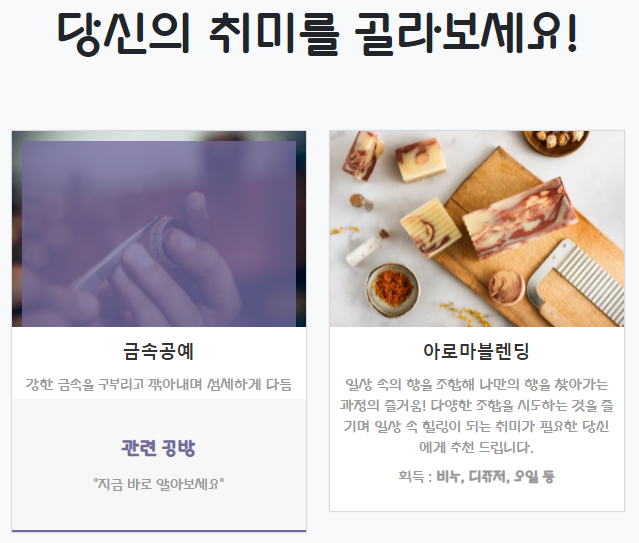 당신의 취미를 골라보세요!
금속공예
강한 금속을 구부리고 깎아내며 섬세하게 다듬
관련 공방
"지금 바로 알아보세요"
아로마블렌딩
일상 속의 향을 조합해 나만의 향을 찾아가는
과정의 즐거움! 다양한 조합을 시도하는 것을 즐
기며 일상 속 힐링이 되는 취미가 필요한 당신
에게 추천 드립니다.
획득 : 비누, 디퓨저, 오일 등